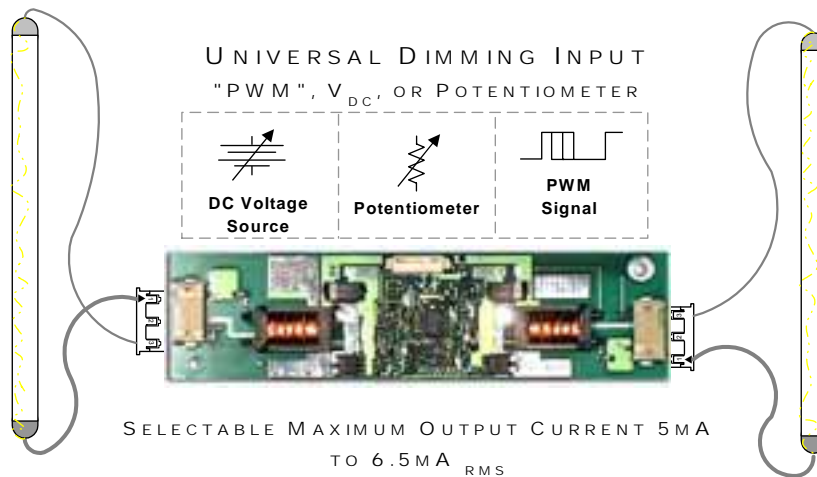 UNIVERSAL DIMMING INPUT
"PWM", VDC, OR POTENTIOMETER
DC Voltage
Source
Potentiometer
PWM
Signal
SELECTABLE MAXIMUM OUTPUT CURRENT 5MA
TO 6.5MA RMS